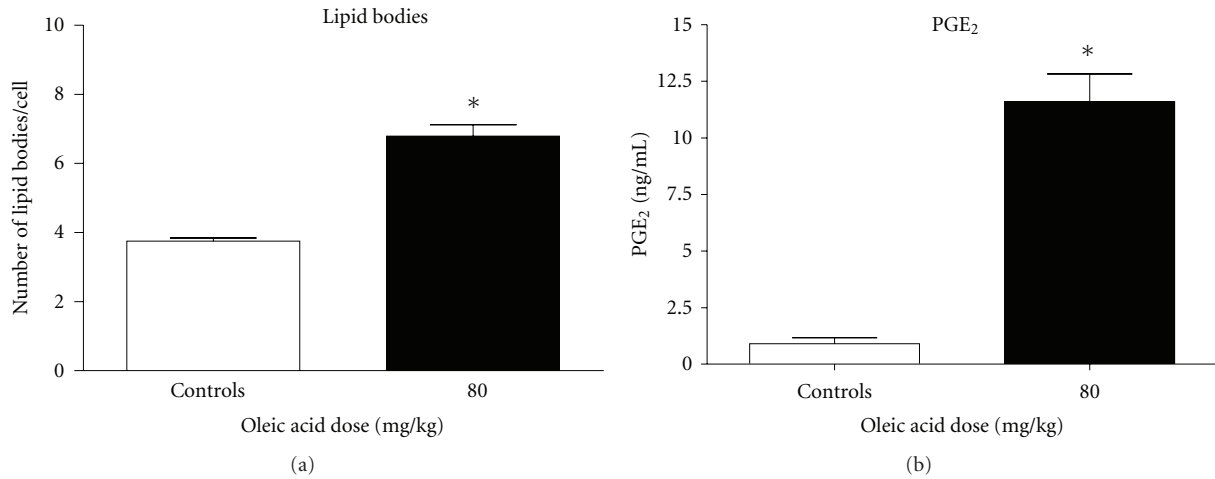 Lipid bodies
10
8
6
4
2
0
Number of lipid bodies/cell
*
Controls
80
Oleic acid dose (mg/kg)
(a)
PGE₂
15
12.5
10
7.5
5
2.5
0
PGE₂ (ng/mL)
*
Controls
80
Oleic acid dose (mg/kg)
(b)